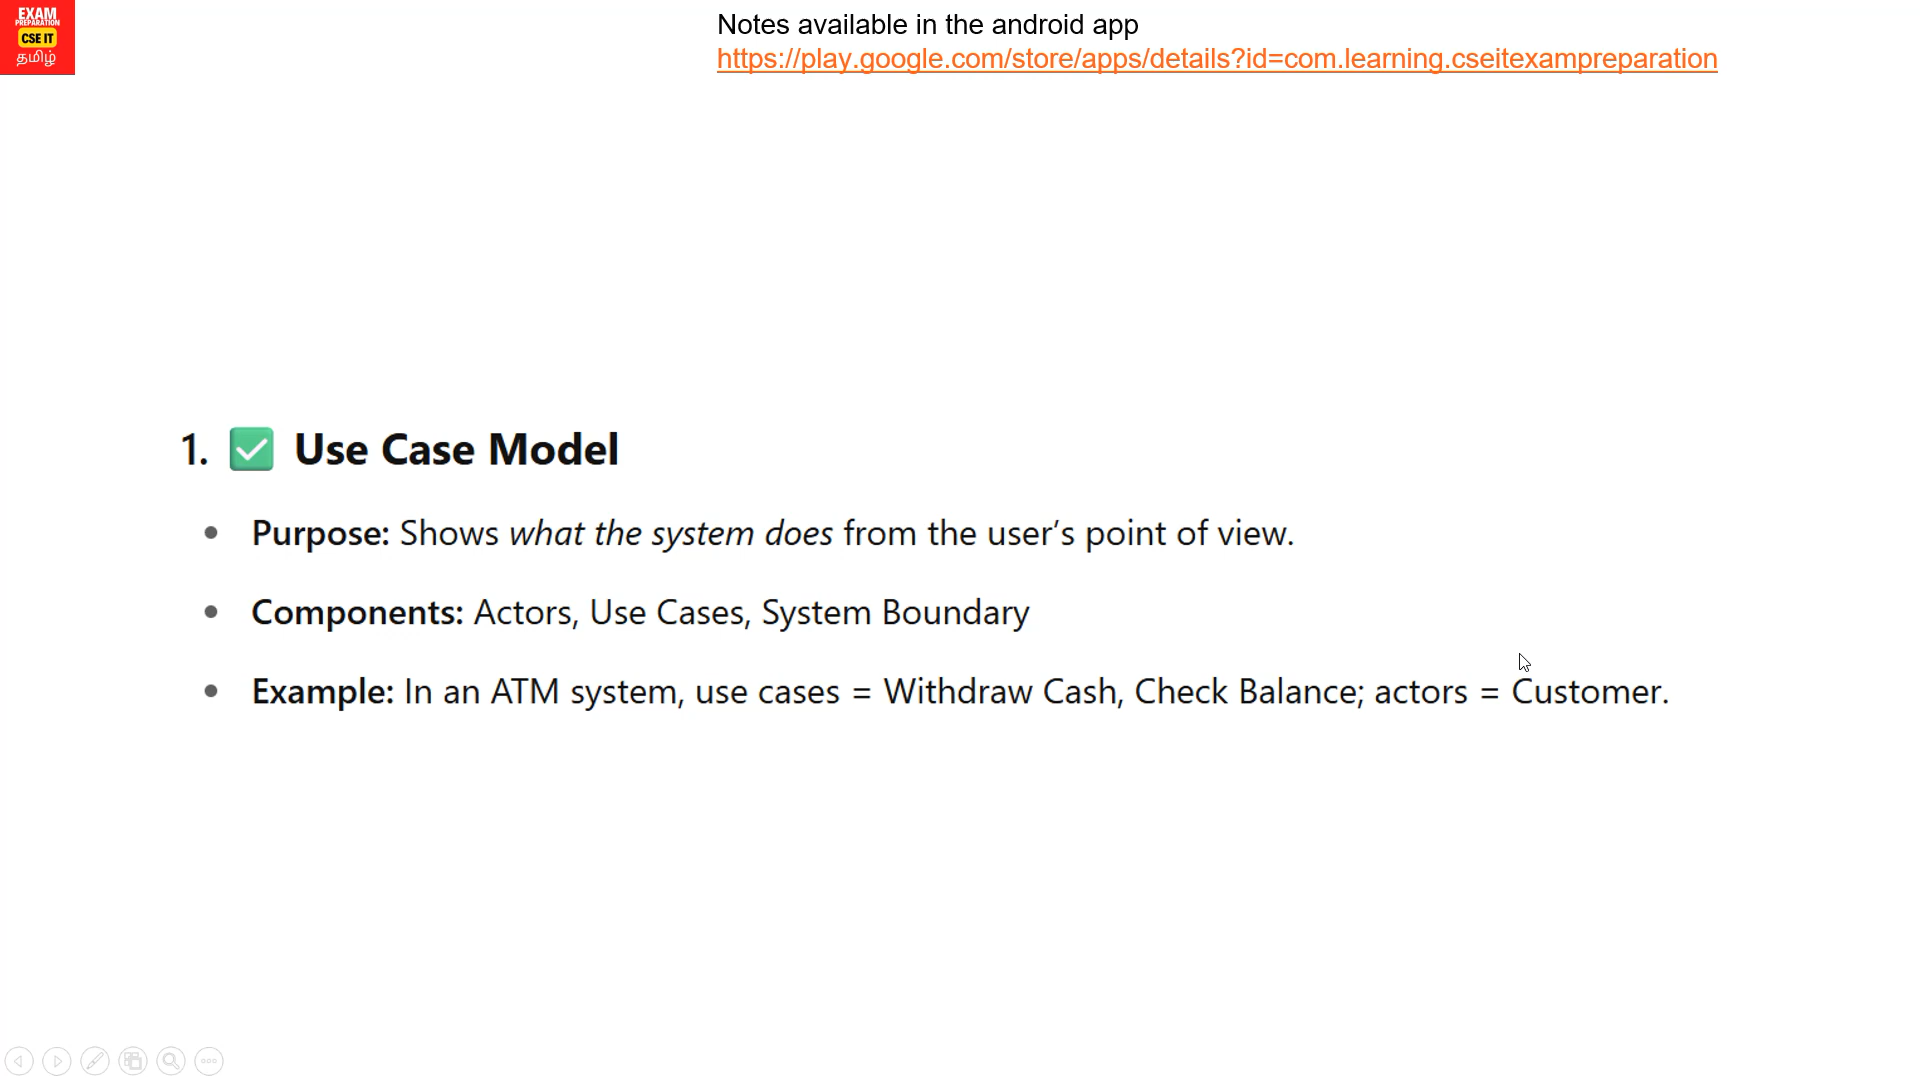 EXAM
PREPARATION
CSE IT
தமிழ்
Notes available in the android app
https://play.google.com/store/apps/details?id=com.learning.cseitexampreparation
1. ✅ Use Case Model
• Purpose: Shows what the system does from the user’s point of view.
• Components: Actors, Use Cases, System Boundary
• Example: In an ATM system, use cases = Withdraw Cash, Check Balance; actors = Customer.